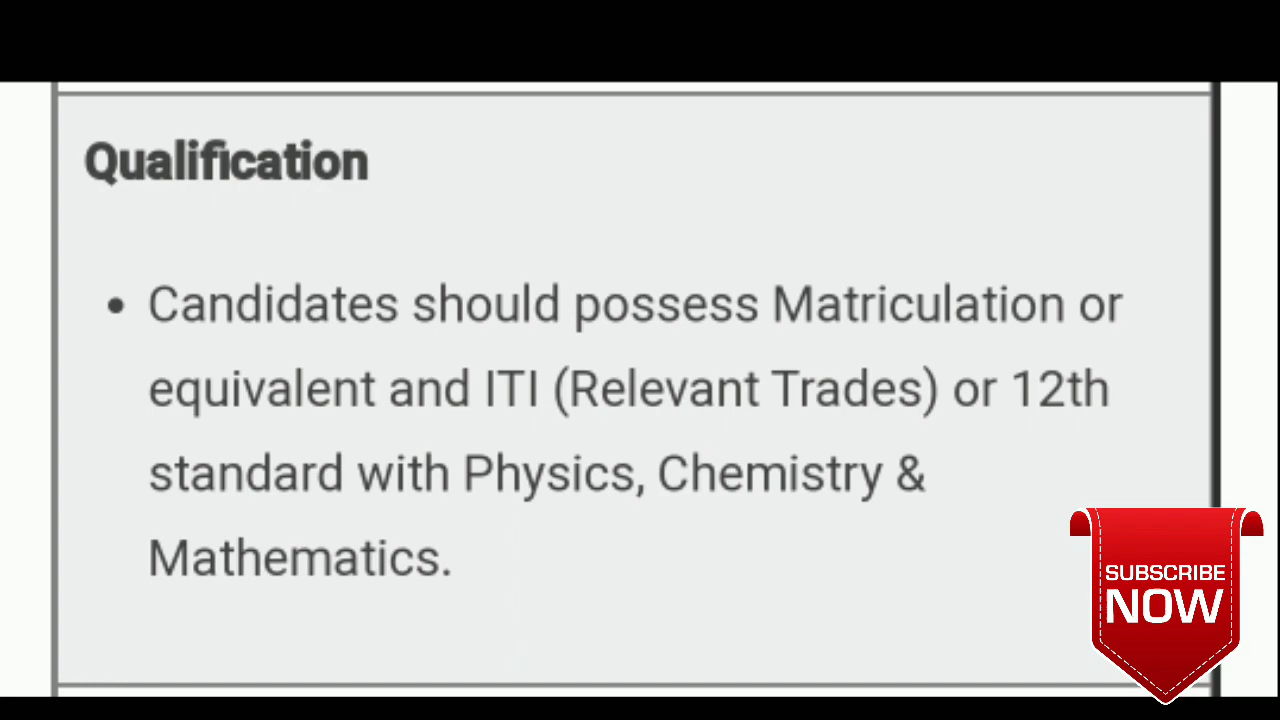 Qualification
• Candidates should possess Matriculation or
equivalent and ITI (Relevant Trades) or 12th
standard with Physics, Chemistry &
Mathematics.
SUBSCRIBE
NOW